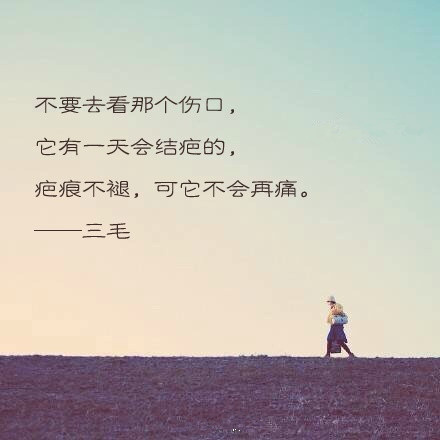 不要去看那个伤口，
它有一天会结疤的，
疤痕不褪，可它不会再痛。
——三毛